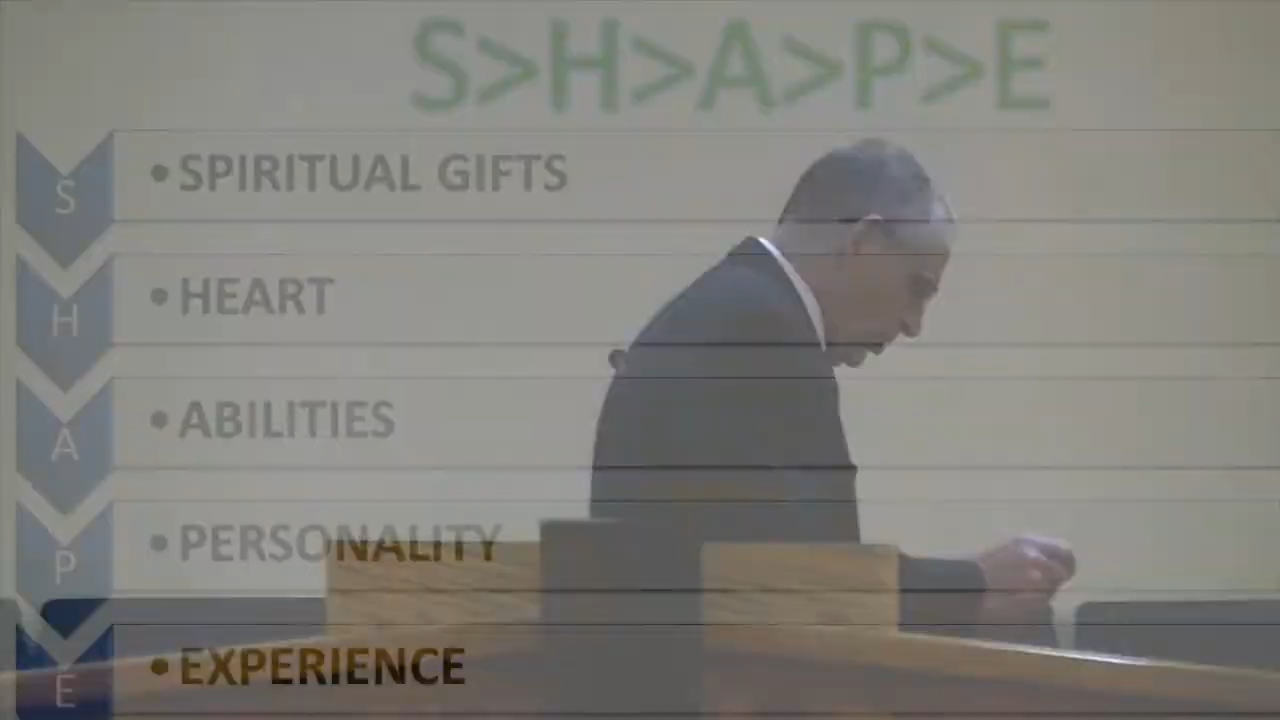 S>H>A>P>E
S
• SPIRITUAL GIFTS
H
• HEART
A
• ABILITIES
P
• PERSONALITY
E
• EXPERIENCE